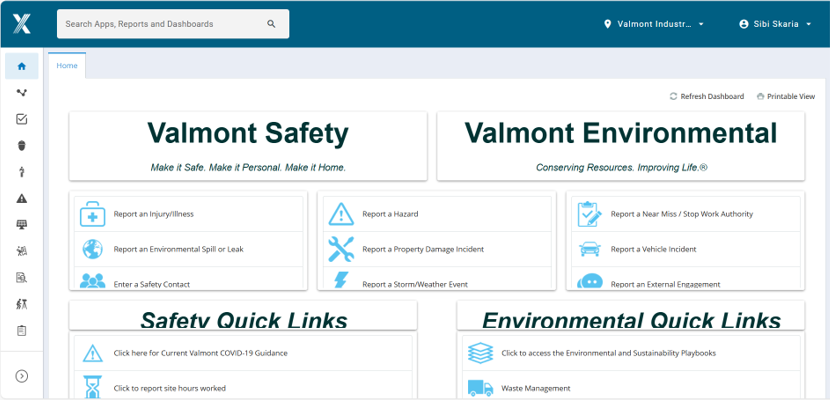 Search Apps, Reports and Dashboards
Valmont Industr...
Sibi Skaria
Home
Refresh Dashboard
Printable View
Valmont Safety
Make it Safe. Make it Personal. Make it Home.
Valmont Environmental
Conserving Resources. Improving Life.®
Report an Injury/Illness
Report an Environmental Spill or Leak
Enter a Safety Contact
Report a Hazard
Report a Property Damage Incident
Report a Storm/Weather Event
Report a Near Miss / Stop Work Authority
Report a Vehicle Incident
Report an External Engagement
Safety Quick Links
Click here for Current Valmont COVID-19 Guidance
Click to report site hours worked
Environmental Quick Links
Click to access the Environmental and Sustainability Playbooks
Waste Management